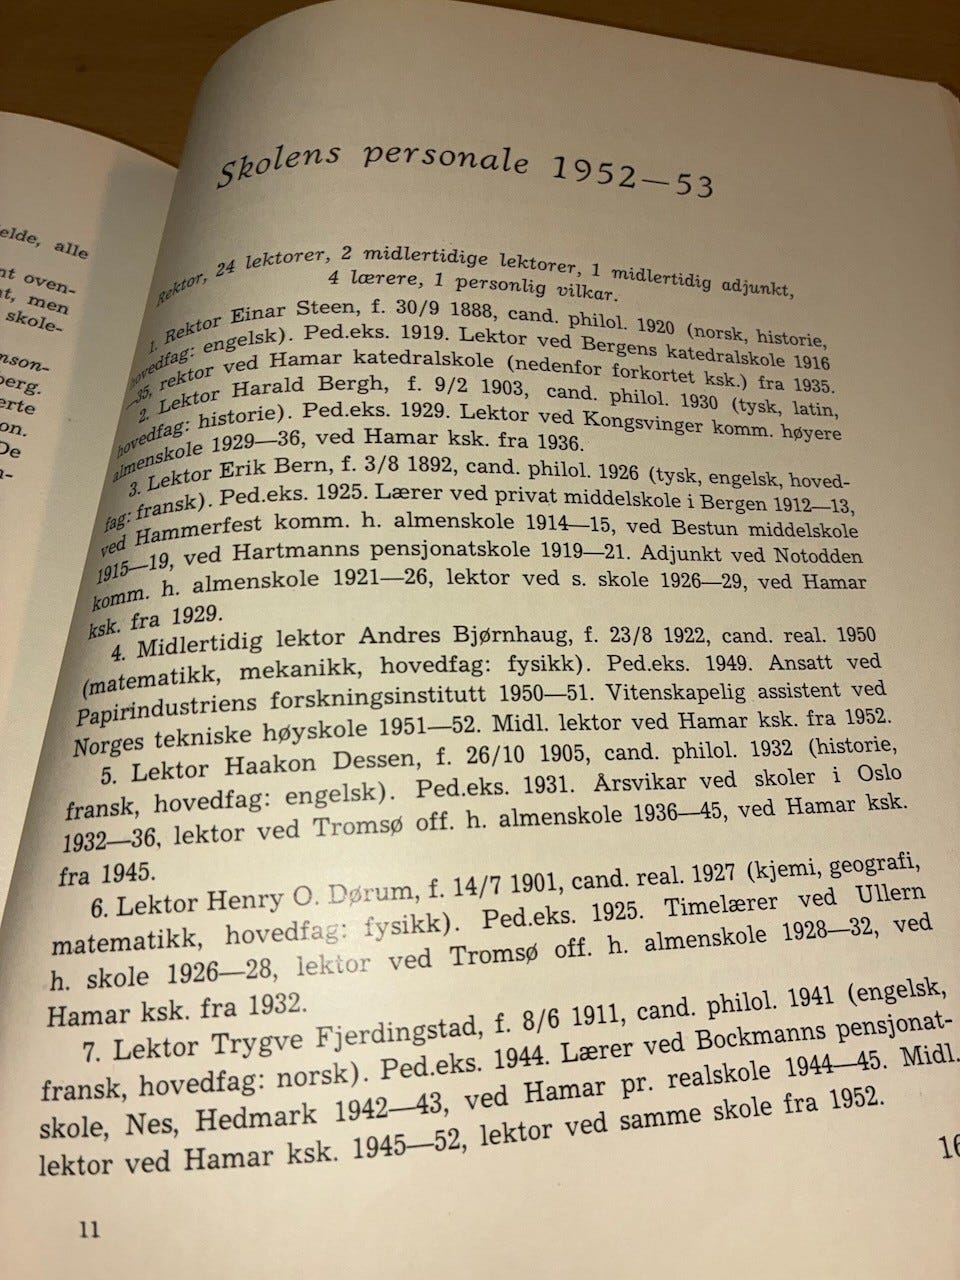 elde, alle
nt oven-
t, men
skole-
nson-
berg.
erte
on.
De
Skolens personale 1952—53
Rektor, 24 lektorer, 2 midlertidige lektorer, 1 midlertidig adjunkt,
4 lærere, 1 personlig vilkar.
1. Rektor Einar Steen, f. 30/9 1888, cand. philol. 1920 (norsk, historie,
hovedfag: engelsk). Ped.eks. 1919. Lektor ved Bergens katedralskole 1916
—35, rektor ved Hamar katedralskole (nedenfor forkortet ksk.) fra 1935.
2. Lektor Harald Bergh, f. 9/2 1903, cand. philol. 1930 (tysk, latin,
hovedfag: historie). Ped.eks. 1929. Lektor ved Kongsvinger komm. høyere
almenskole 1929—36, ved Hamar ksk. fra 1936.
3. Lektor Erik Bern, f. 3/8 1892, cand. philol. 1926 (tysk, engelsk, hoved-
fag: fransk). Ped.eks. 1925. Lærer ved privat middelskole i Bergen 1912—13,
ved Hammerfest komm. h. almenskole 1914—15, ved Bestun middelskole
1915—19, ved Hartmanns pensjonatskole 1919—21. Adjunkt ved Notodden
komm. h. almenskole 1921—26, lektor ved s. skole 1926—29, ved Hamar
ksk. fra 1929.
4. Midlertidig lektor Andres Bjørnhaug, f. 23/8 1922, cand. real. 1950
(matematikk, mekanikk, hovedfag: fysikk). Ped.eks. 1949. Ansatt ved
Papirindustriens forskningsinstitutt 1950—51. Vitenskapelig assistent ved
Norges tekniske høyskole 1951—52. Midl. lektor ved Hamar ksk. fra 1952.
5. Lektor Haakon Dessen, f. 26/10 1905, cand. philol. 1932 (historie,
fransk, hovedfag: engelsk). Ped.eks. 1931. Årsvikar ved skoler i Oslo
1932—36, lektor ved Tromsø off. h. almenskole 1936—45, ved Hamar ksk.
fra 1945.
6. Lektor Henry O. Dørum, f. 14/7 1901, cand. real. 1927 (kjemi, geografi,
matematikk, hovedfag: fysikk). Ped.eks. 1925. Timelærer ved Ullern
h. skole 1926—28, lektor ved Tromsø off. h. almenskole 1928—32, ved
Hamar ksk. fra 1932.
7. Lektor Trygve Fjerdingstad, f. 8/6 1911, cand. philol. 1941 (engelsk,
fransk, hovedfag: norsk). Ped.eks. 1944. Lærer ved Bockmanns pensjonat-
skole, Nes, Hedmark 1942—43, ved Hamar pr. realskole 1944—45. Midl.
lektor ved Hamar ksk. 1945—52, lektor ved samme skole fra 1952.
16
11